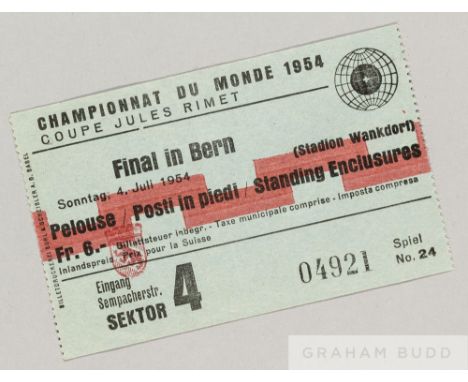 CHAMPIONNAT DU MONDE 1954
COUPE JULES RIMET
Final in Bern
(Stadion Wankdorf)
Sonntag, 4. Juli 1954
Pelouse / Posti in piedi / Standing Enclusures
Fr. 6.- Billettsteuer inbegr. - Taxe municipale comprise - Imposta compresa
Inlandspreis - Prix pour la Suisse
Eingang
Sempacherstr.
SEKTOR 4
04921
Spiel
No. 24
GRAHAM BUDD